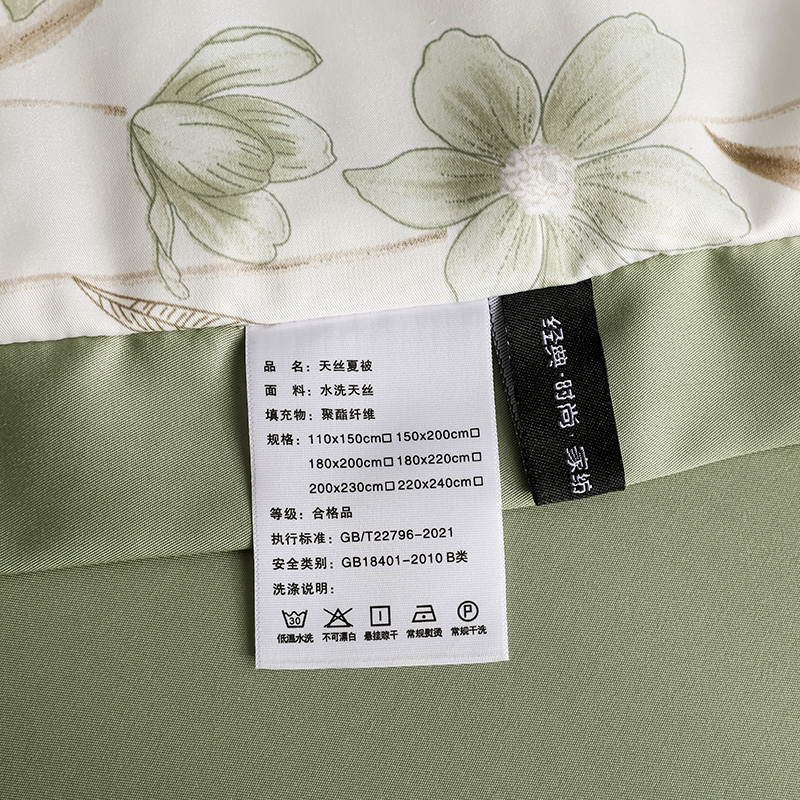 品 名：天丝夏被
面 料：水洗天丝
填充物：聚酯纤维
规格：110x150cm□ 150x200cm□
180x200cm□ 180x220cm□
200x230cm□ 220x240cm□
等级：合格品
执行标准：GB/T22796-2021
安全类别：GB18401-2010 B类
洗涤说明：
30 P
低温水洗 不可漂白 悬挂晾干 常规熨烫 常规干洗
经典·时尚·家纺